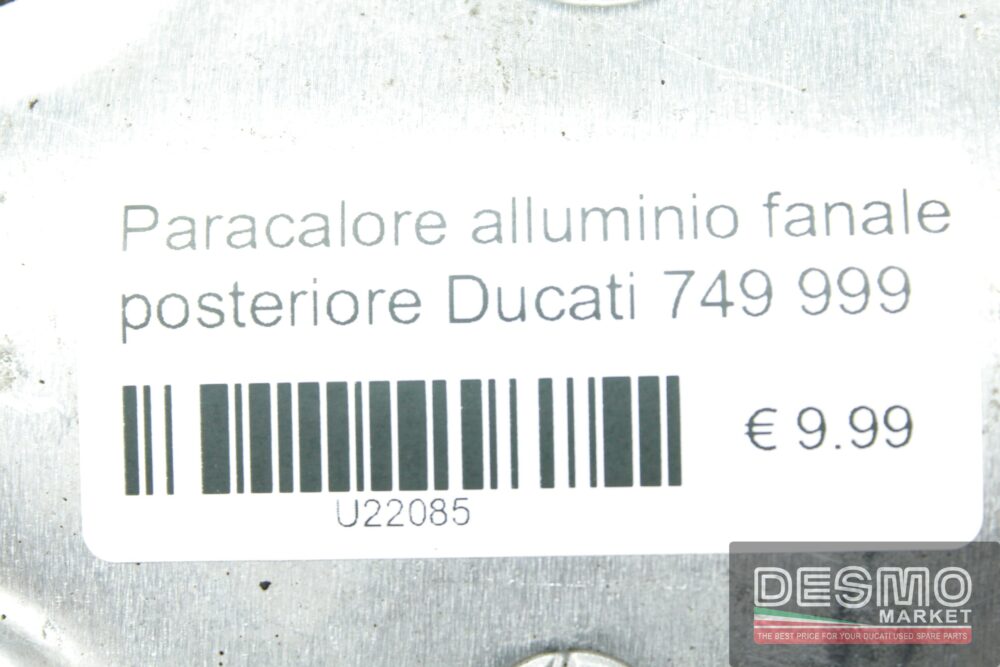 Paracalore alluminio fanale
posteriore Ducati 749 999
€ 9.99
U22085
DESMO
MARKET
THE BEST PRICE FOR YOUR DUCATI USED SPARE PARTS